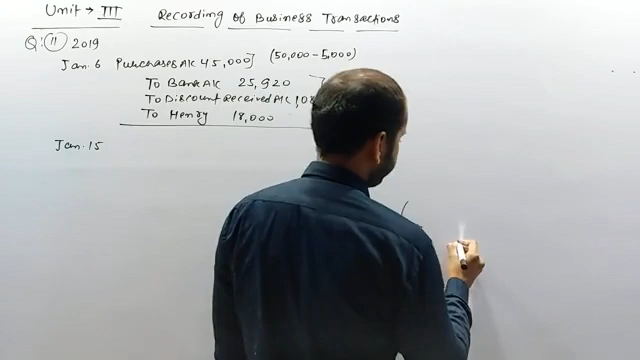 Unit → III Recording of Business Transactions
Q: 11 2019
Jan. 6 Purchases A/c 45,000] (50,000 - 5,000)
To Bank A/c 25,920
To Discount Received A/c 1,08
To Henry 18,000
Jan. 15
(